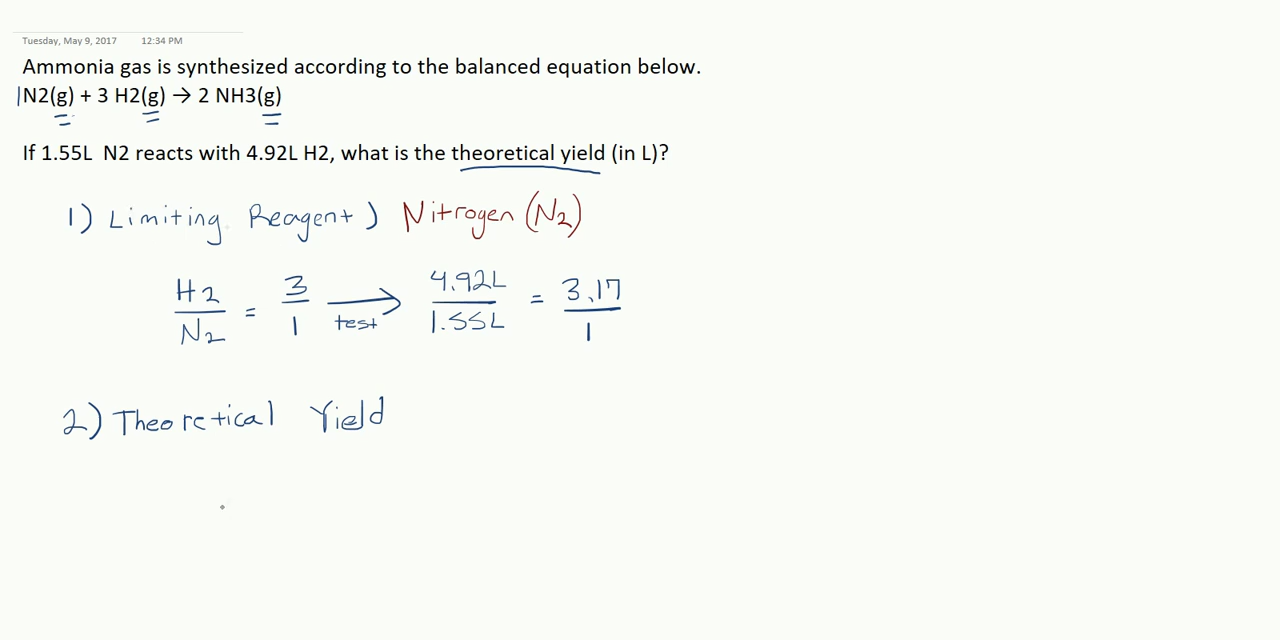 Tuesday, May 9, 2017 12:34 PM
Ammonia gas is synthesized according to the balanced equation below.
1N2(g) + 3 H2(g) → 2 NH3(g)
If 1.55L N2 reacts with 4.92L H2, what is the theoretical yield (in L)?
1) Limiting Reagent) Nitrogen (N2)
H2/N2 = 3/1 → test 4.92L/1.55L = 3.17/1
2) Theoretical Yield